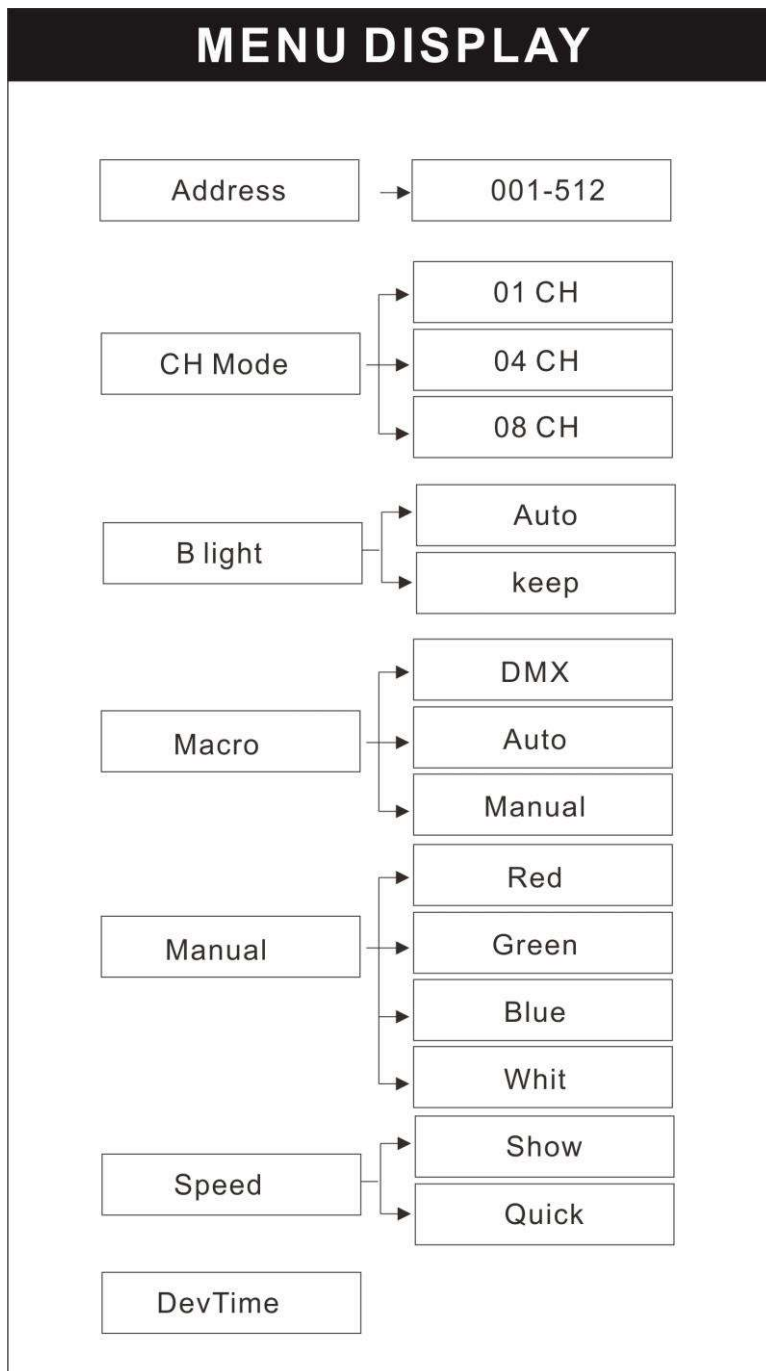 MENU DISPLAY
Address
001-512
CH Mode
01 CH
04 CH
08 CH
B light
Auto
keep
Macro
DMX
Auto
Manual
Manual
Red
Green
Blue
Whit
Speed
Show
Quick
DevTime